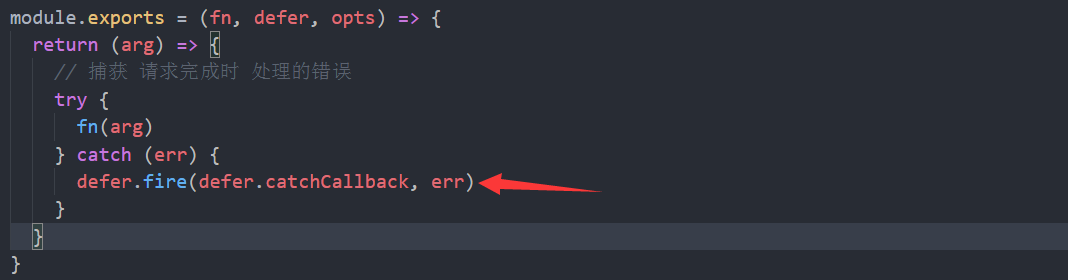 module.exports = (fn, defer, opts) => {
return (arg) => {
// 捕获 请求完成时 处理的错误
try {
fn(arg)
} catch (err) {
defer.fire(defer.catchCallback, err)
}
}
}